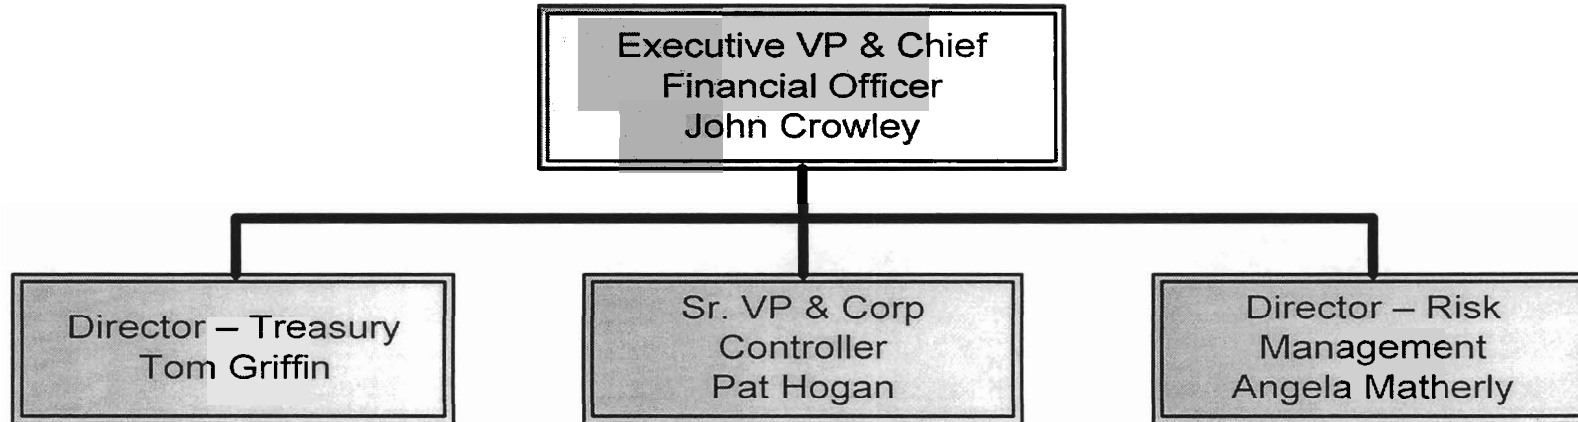 Executive VP & Chief
Financial Officer
John Crowley
Director – Treasury
Tom Griffin
Sr. VP & Corp
Controller
Pat Hogan
Director – Risk
Management
Angela Matherly